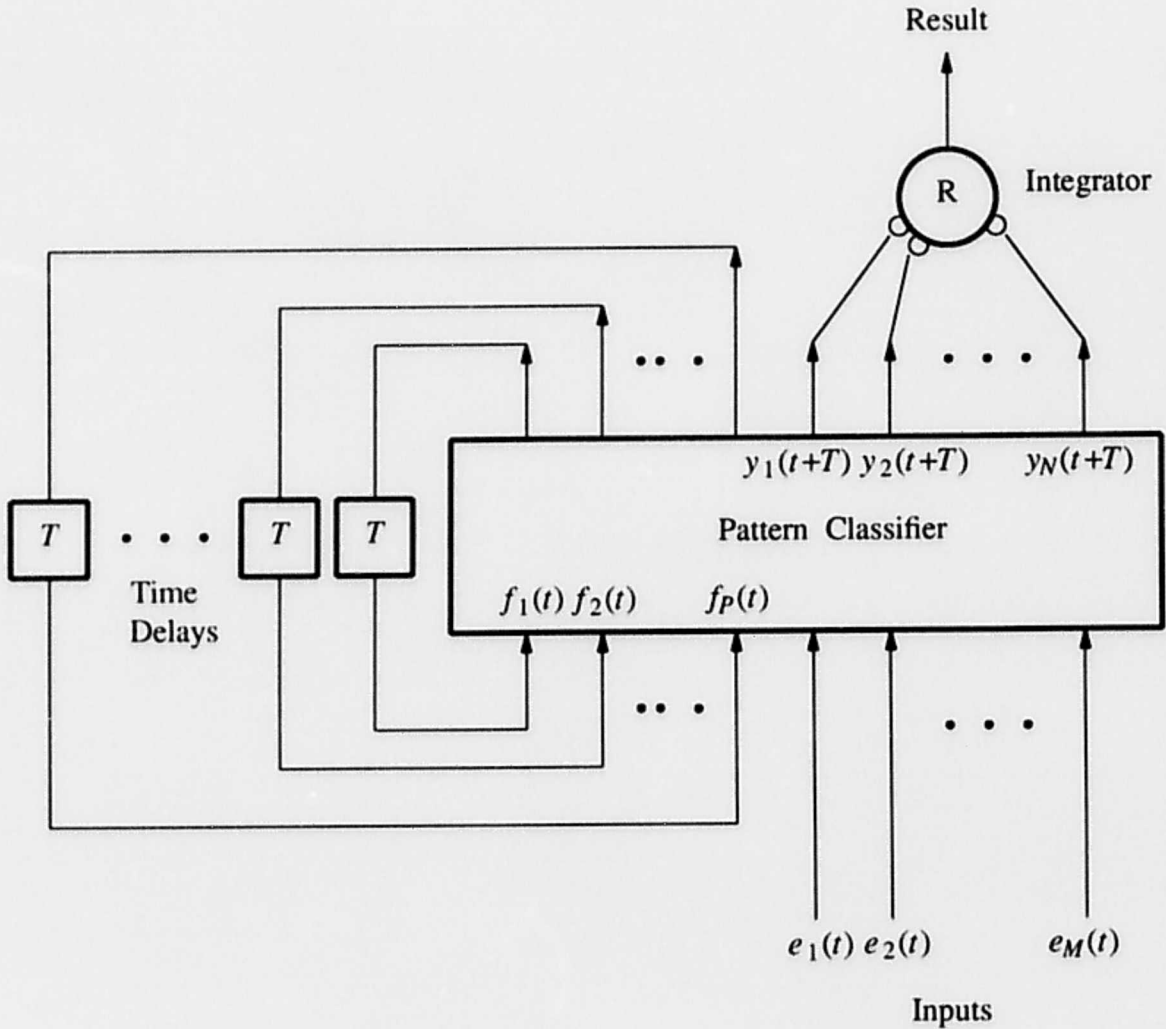 Result
R
Integrator
y1(t+T) y2(t+T) yN(t+T)
T T T
Pattern Classifier
Time
Delays
f1(t) f2(t) fP(t)
e1(t) e2(t) eM(t)
Inputs